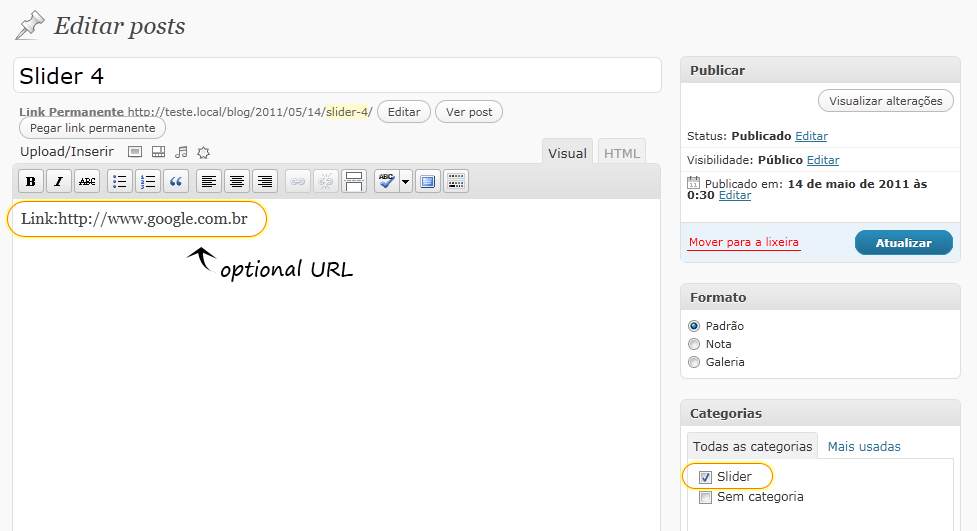 Editar posts
Slider 4
Link Permanente http://teste.local/blog/2011/05/14/slider-4/ Editar Ver post
Pegar link permanente
Upload/Inserir
Visual HTML
B I ABC ABC
Link:http://www.google.com.br
optional URL
Publicar
Visualizar alterações
Status: Publicado Editar
Visibilidade: Público Editar
Publicado em: 14 de maio de 2011 às
0:30 Editar
Mover para a lixeira Atualizar
Formato
Padrão
Nota
Galeria
Categorias
Todas as categorias Mais usadas
Slider
Sem categoria